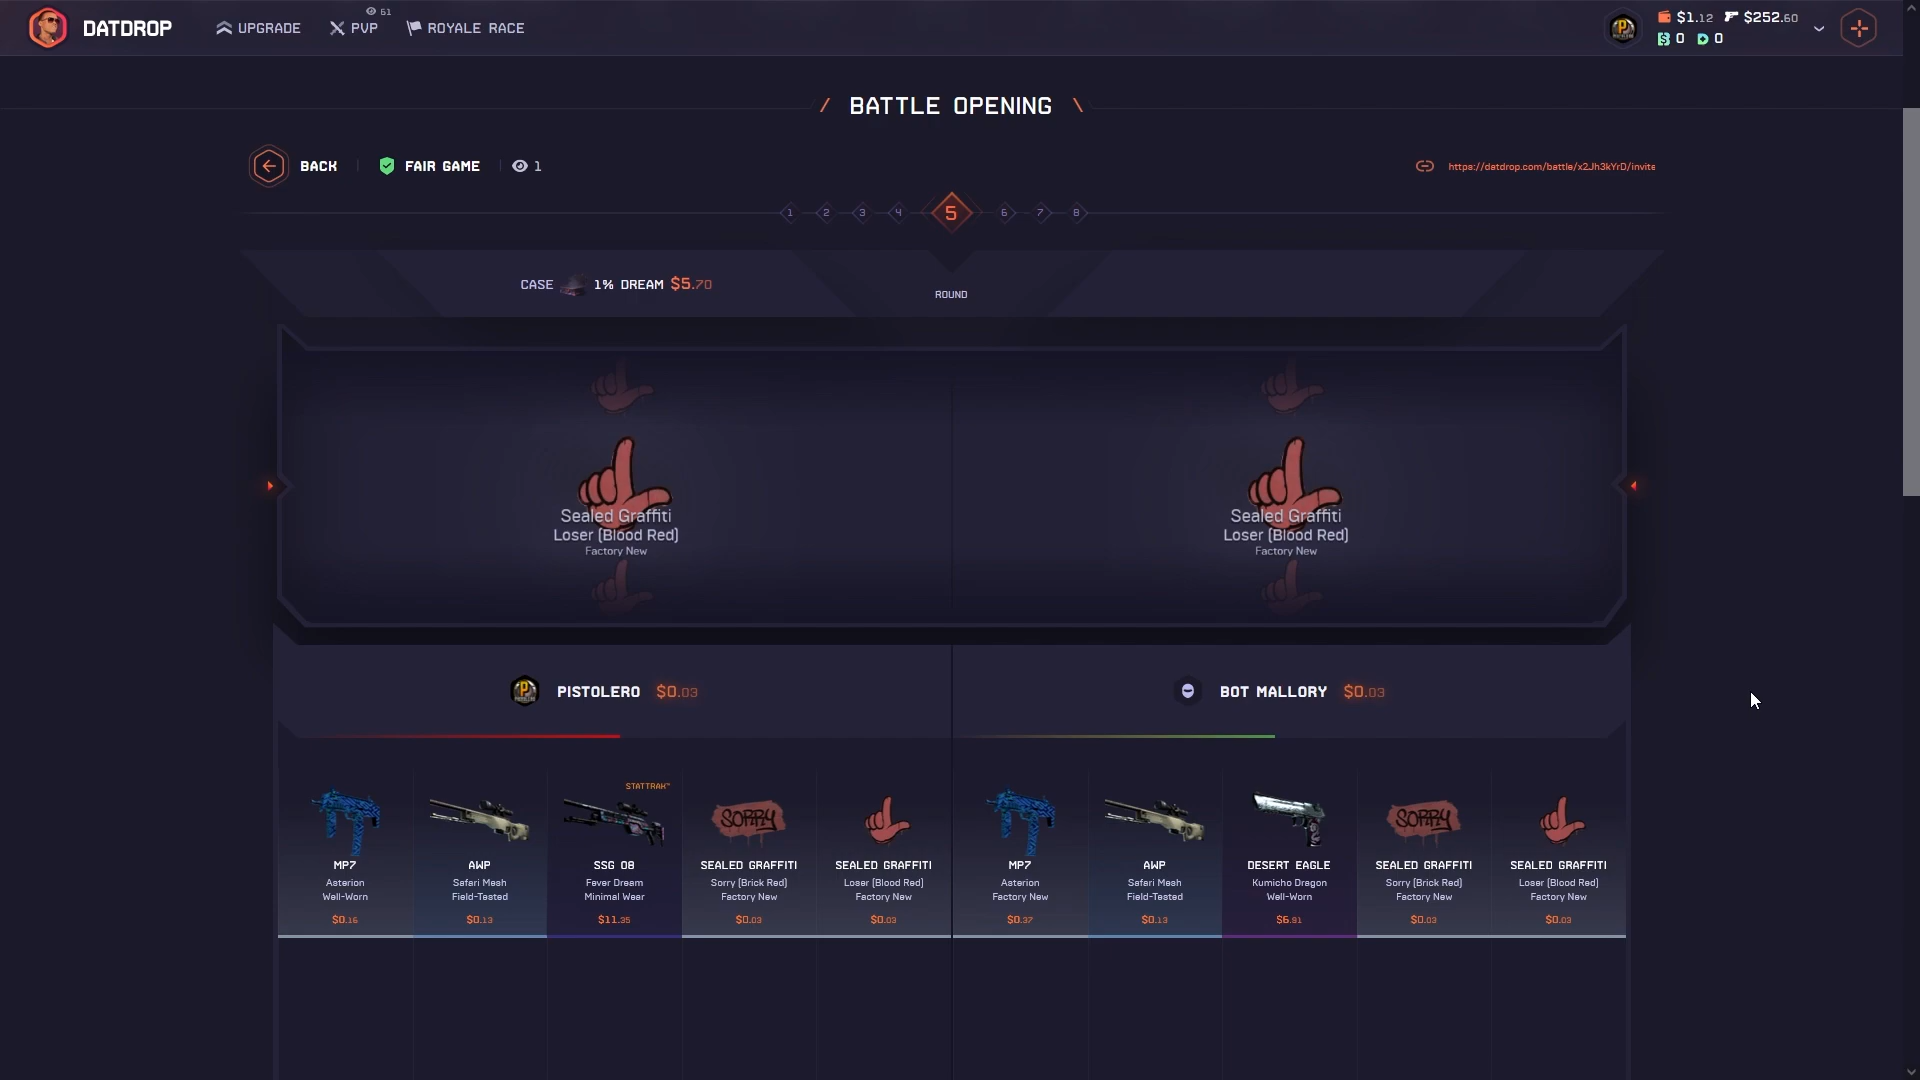 DATDROP
UPGRADE
PVP
61
ROYALE RACE
$1.12
$252.60
0
0
/ BATTLE OPENING \
BACK
FAIR GAME
1
https://datdrop.com/battle/x2Jh3kYrD/invite
1 2 3 4 5 6 7 8
CASE 1% DREAM $5.70
ROUND
Sealed Graffiti
Loser (Blood Red)
Factory New
Sealed Graffiti
Loser (Blood Red)
Factory New
PISTOLERO $0.03
BOT MALLORY $0.03
MP7
Asterion
Well-Worn
$0.16
AWP
Safari Mesh
Field-Tested
$0.13
STATTRAK™
SSG 08
Fever Dream
Minimal Wear
$11.35
SORRY
SEALED GRAFFITI
Sorry (Brick Red)
Factory New
$0.03
SEALED GRAFFITI
Loser (Blood Red)
Factory New
$0.03
MP7
Asterion
Factory New
$0.37
AWP
Safari Mesh
Field-Tested
$0.13
DESERT EAGLE
Kumicho Dragon
Well-Worn
$6.91
SORRY
SEALED GRAFFITI
Sorry (Brick Red)
Factory New
$0.03
SEALED GRAFFITI
Loser (Blood Red)
Factory New
$0.03